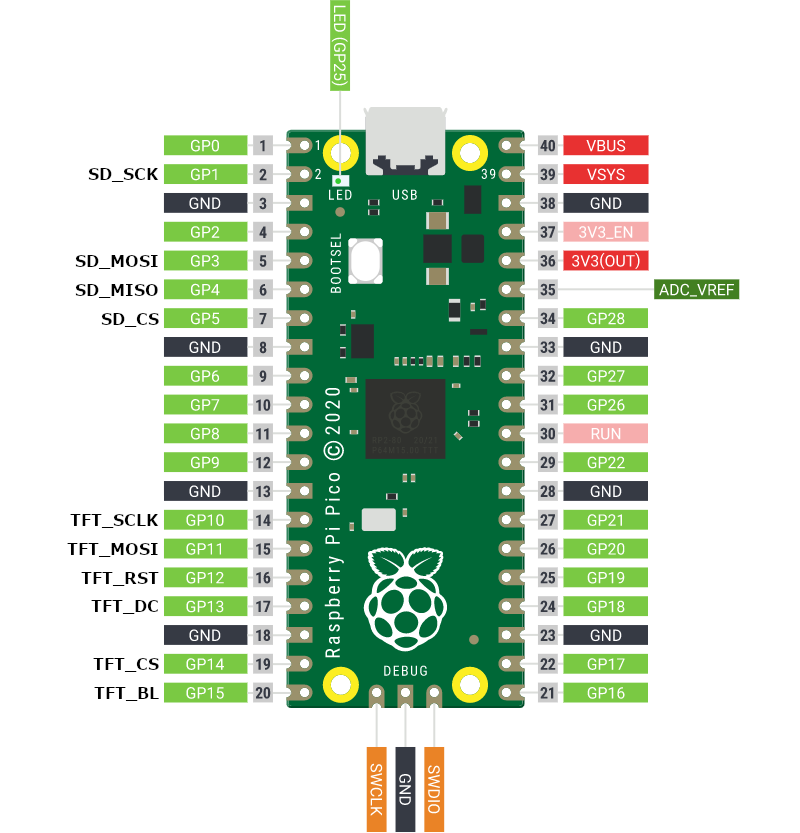 LED (GP25)
GP0 1 1 40 VBUS
SD_SCK GP1 2 2 39 39 VSYS
LED USB
GND 3 38 GND
GP2 4 37 3V3_EN
BOOTSEL
SD_MOSI GP3 5 36 3V3(OUT)
SD_MISO GP4 6 35 ADC_VREF
SD_CS GP5 7 34 GP28
GND 8 33 GND
GP6 9 32 GP27
GP7 10 31 GP26
GP8 11 30 RUN
GP9 12 29 GP22
GND 13 28 GND
TFT_SCLK GP10 14 27 GP21
TFT_MOSI GP11 15 26 GP20
TFT_RST GP12 16 25 GP19
TFT_DC GP13 17 24 GP18
GND 18 23 GND
TFT_CS GP14 19 22 GP17
TFT_BL GP15 20 21 GP16
Raspberry Pi Pico © 2020
DEBUG
SWCLK
GND
SWDIO